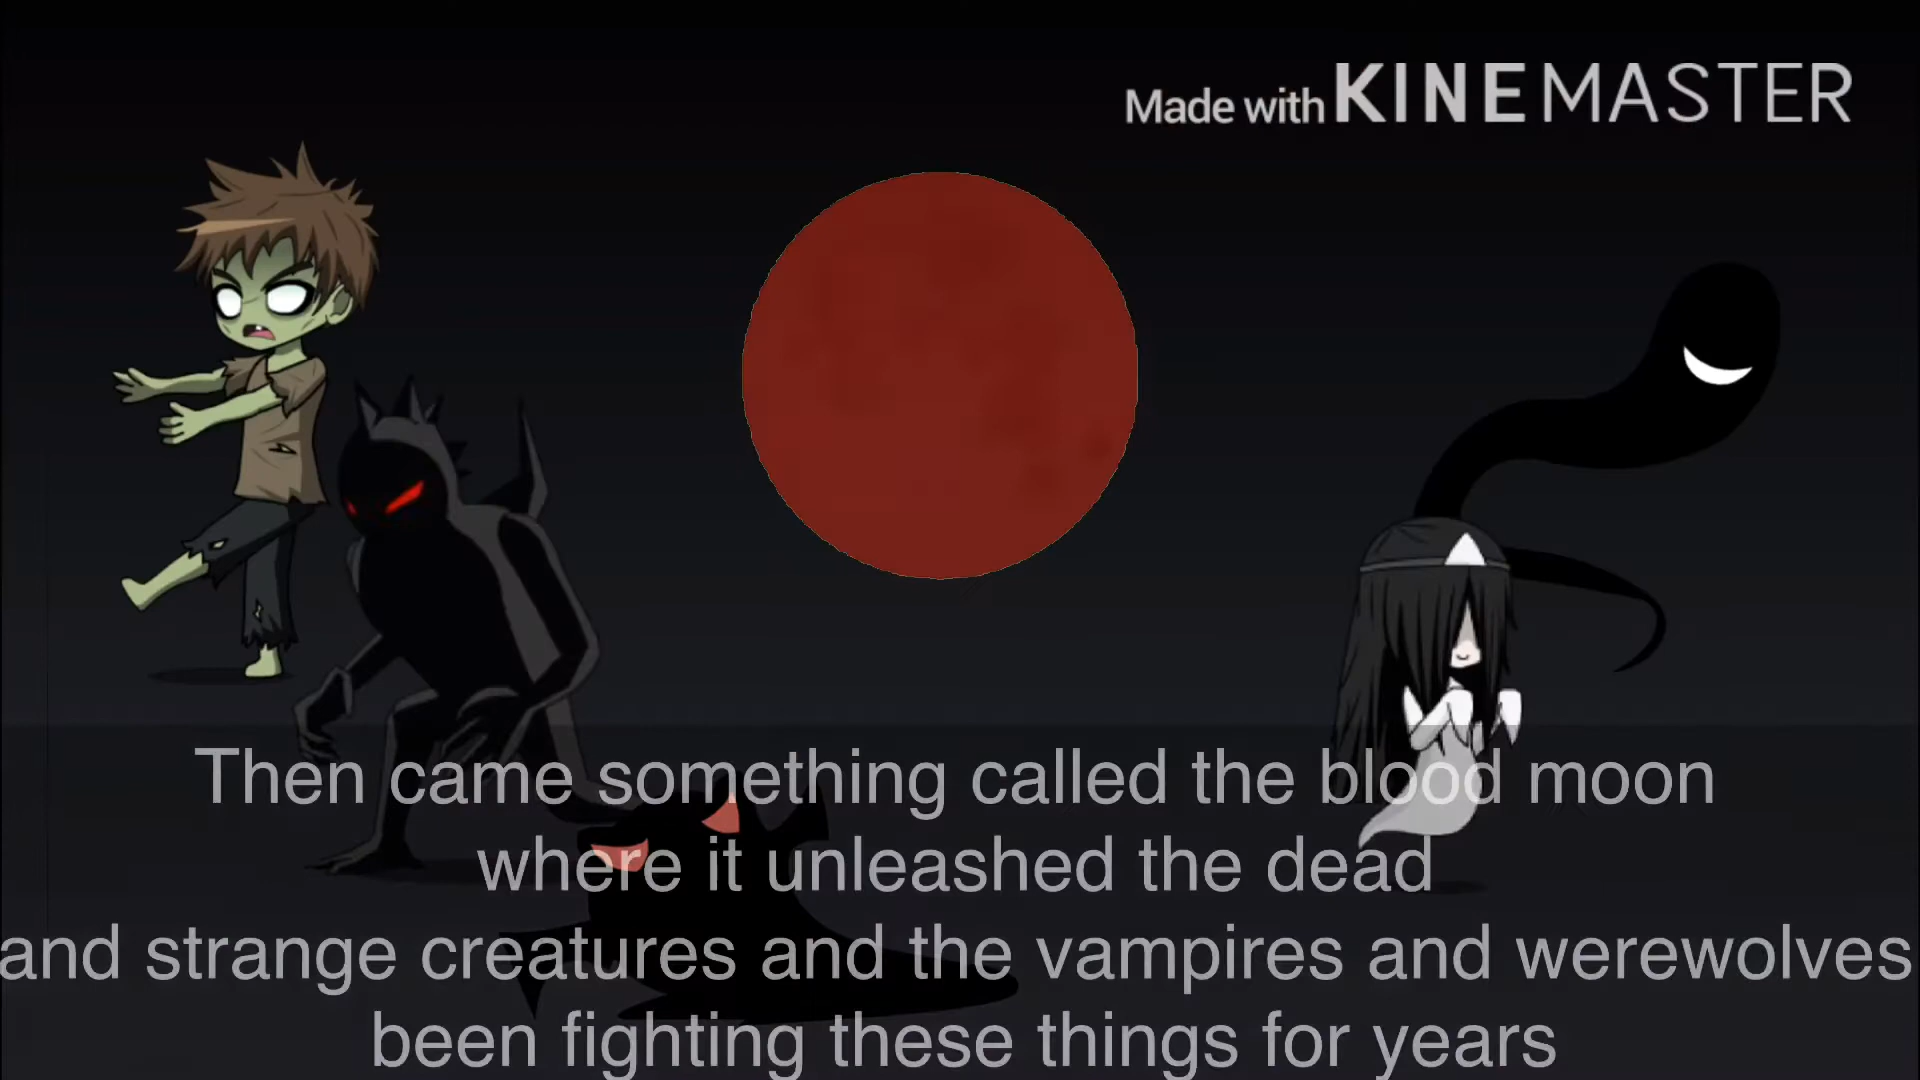 Made with KINEMASTER
Then came something called the blood moon
where it unleashed the dead
and strange creatures and the vampires and werewolves
been fighting these things for years